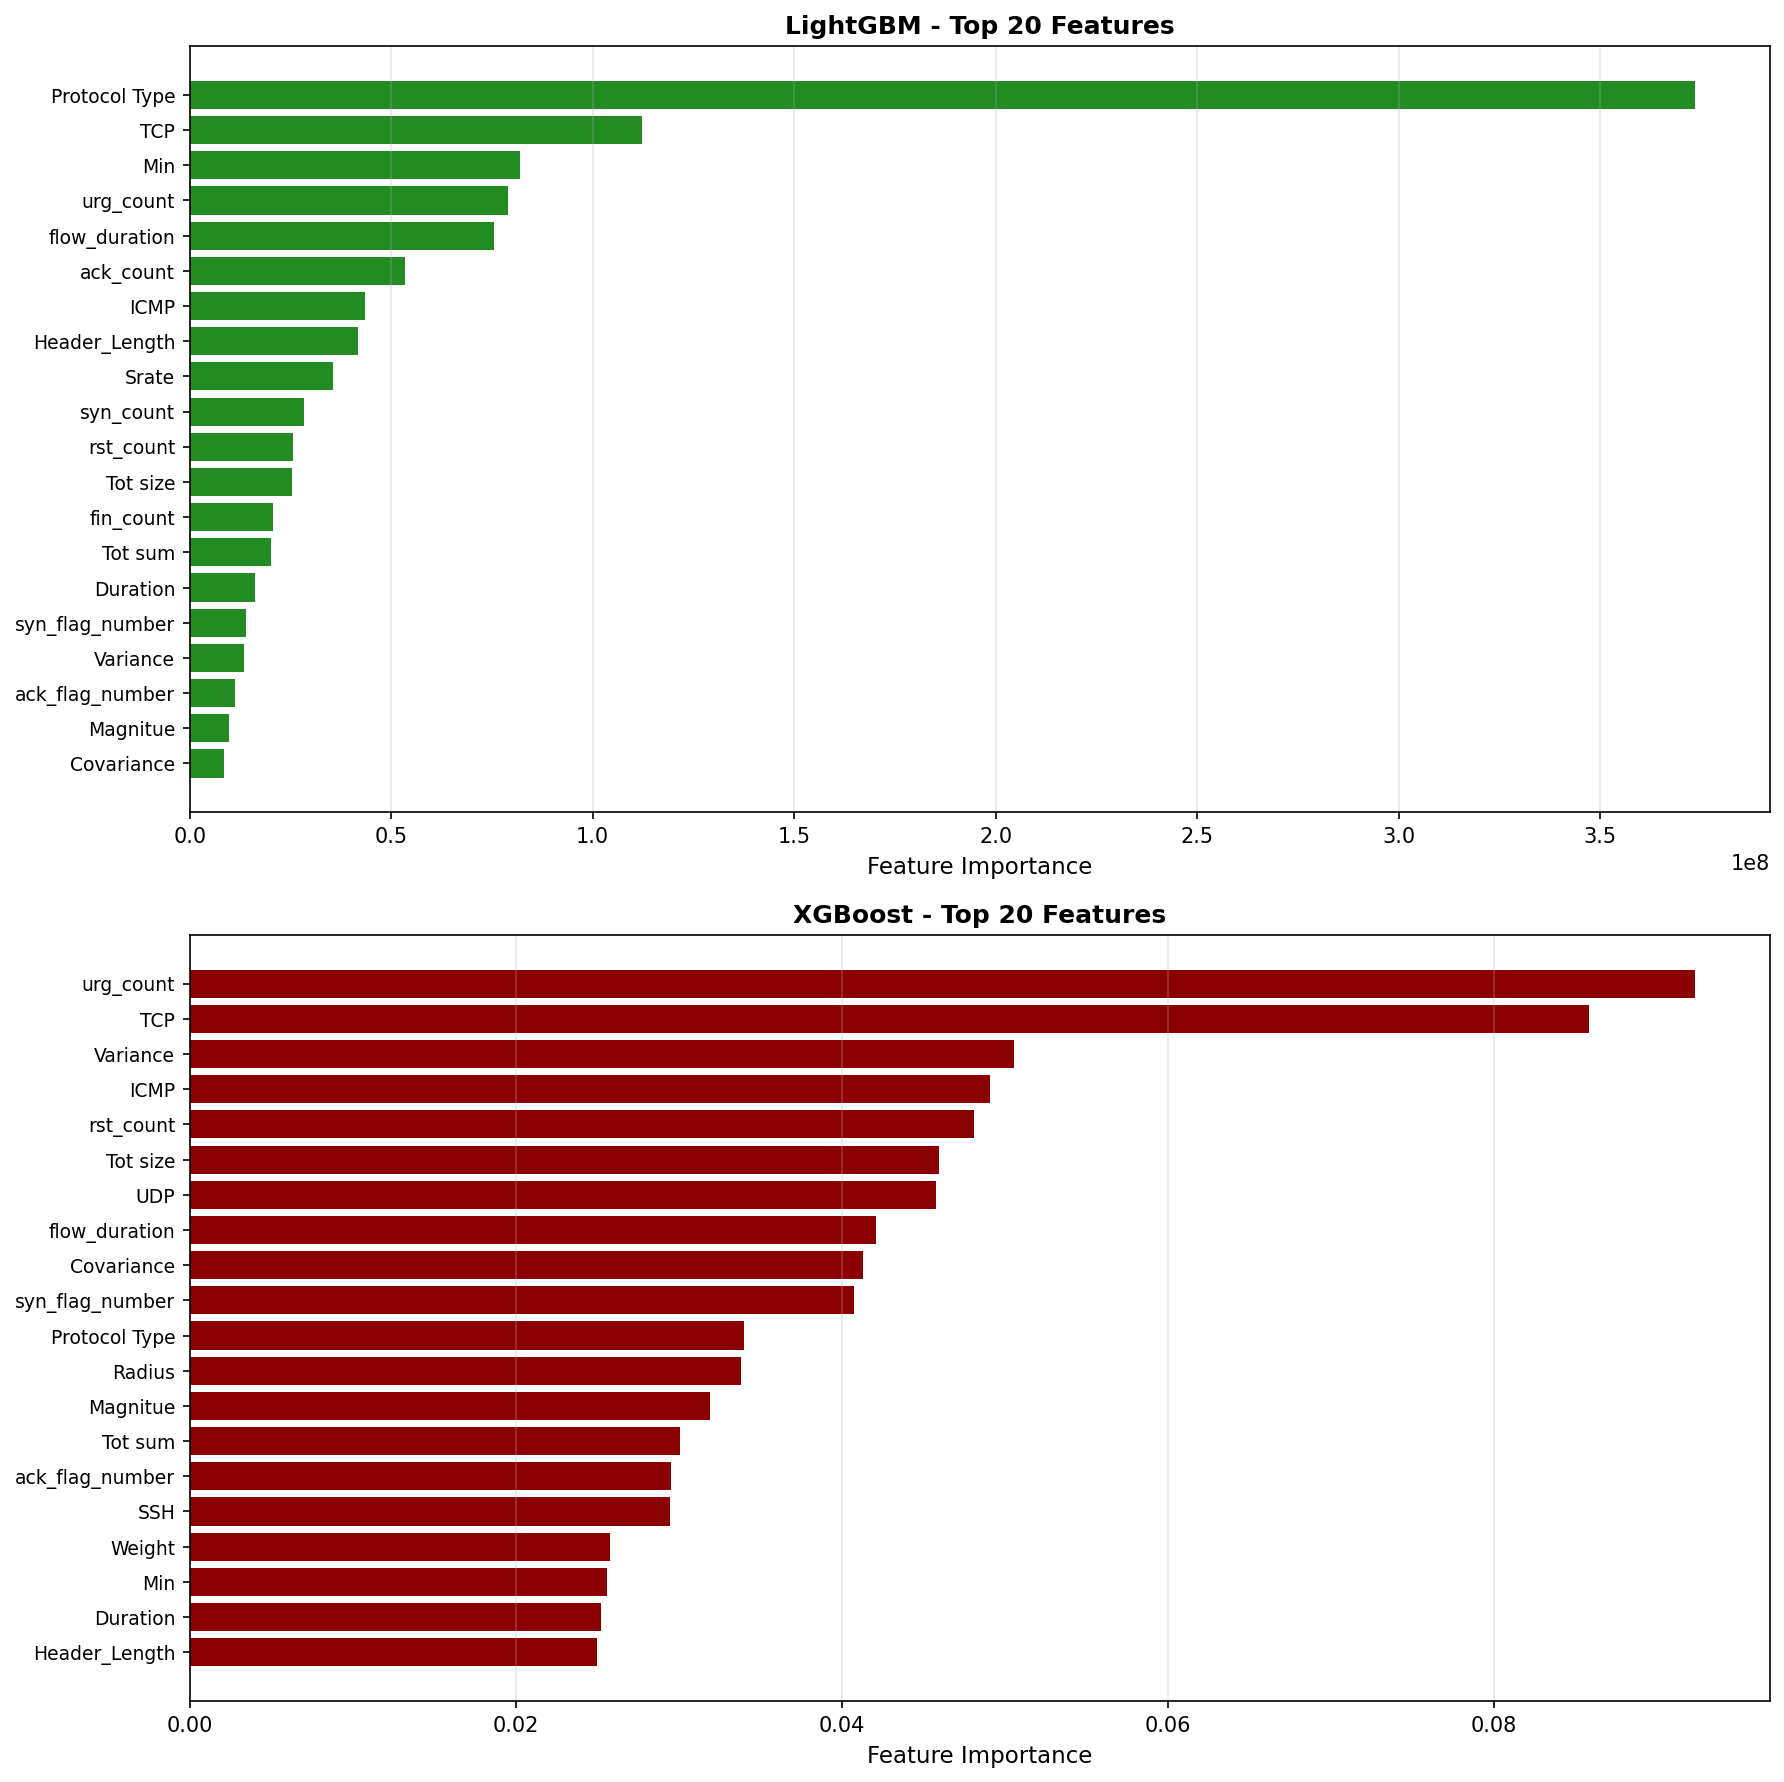 LightGBM - Top 20 Features
Protocol Type
TCP
Min
urg_count
flow_duration
ack_count
ICMP
Header_Length
Srate
syn_count
rst_count
Tot size
fin_count
Tot sum
Duration
syn_flag_number
Variance
ack_flag_number
Magnitue
Covariance
0.0 0.5 1.0 1.5 2.0 2.5 3.0 3.5
Feature Importance
1e8
XGBoost - Top 20 Features
urg_count
TCP
Variance
ICMP
rst_count
Tot size
UDP
flow_duration
Covariance
syn_flag_number
Protocol Type
Radius
Magnitue
Tot sum
ack_flag_number
SSH
Weight
Min
Duration
Header_Length
0.00 0.02 0.04 0.06 0.08
Feature Importance